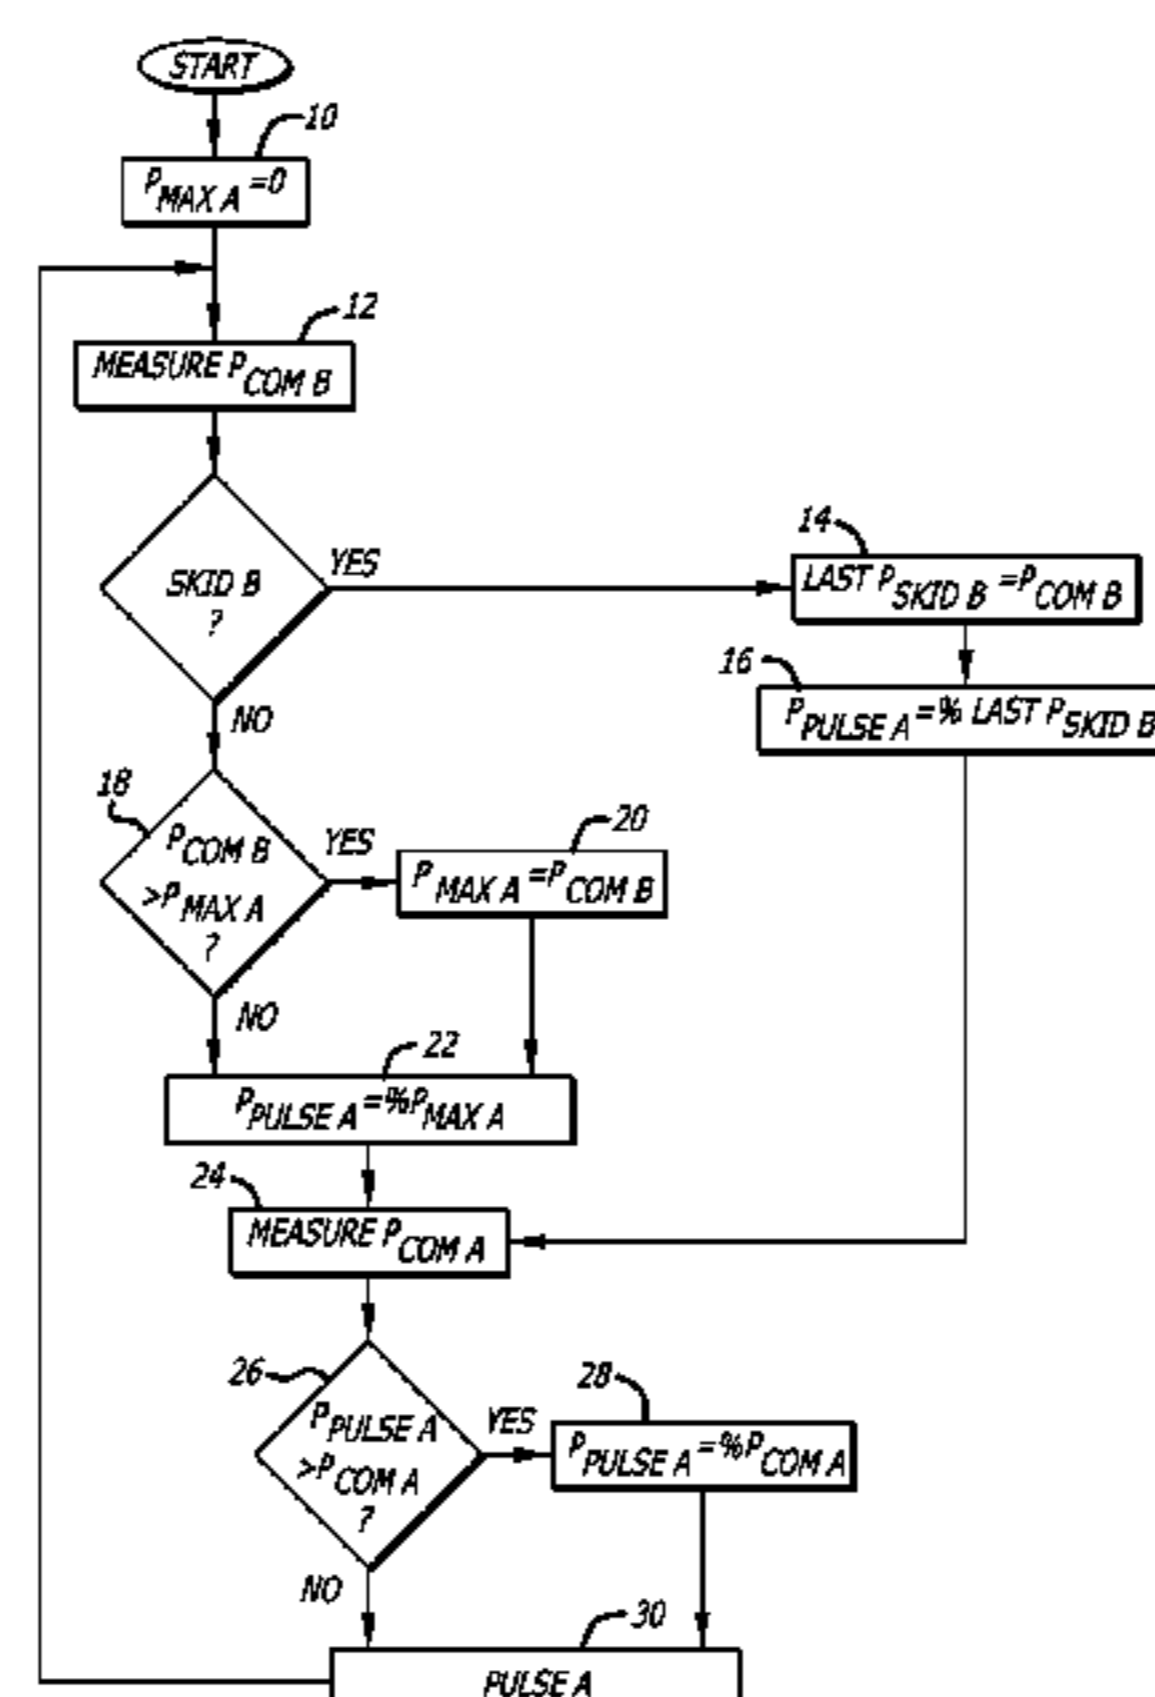 START
10
P MAX A =0
12
MEASURE P COM B
SKID B
?
YES
14
LAST P SKID B =P COM B
16
P PULSE A =% LAST P SKID B
NO
18
P COM B
>P MAX A
?
YES
20
P MAX A =P COM B
NO
22
P PULSE A =%P MAX A
24
MEASURE P COM A
26
P PULSE A
>P COM A
?
YES
28
P PULSE A =%P COM A
NO
30
PULSE A